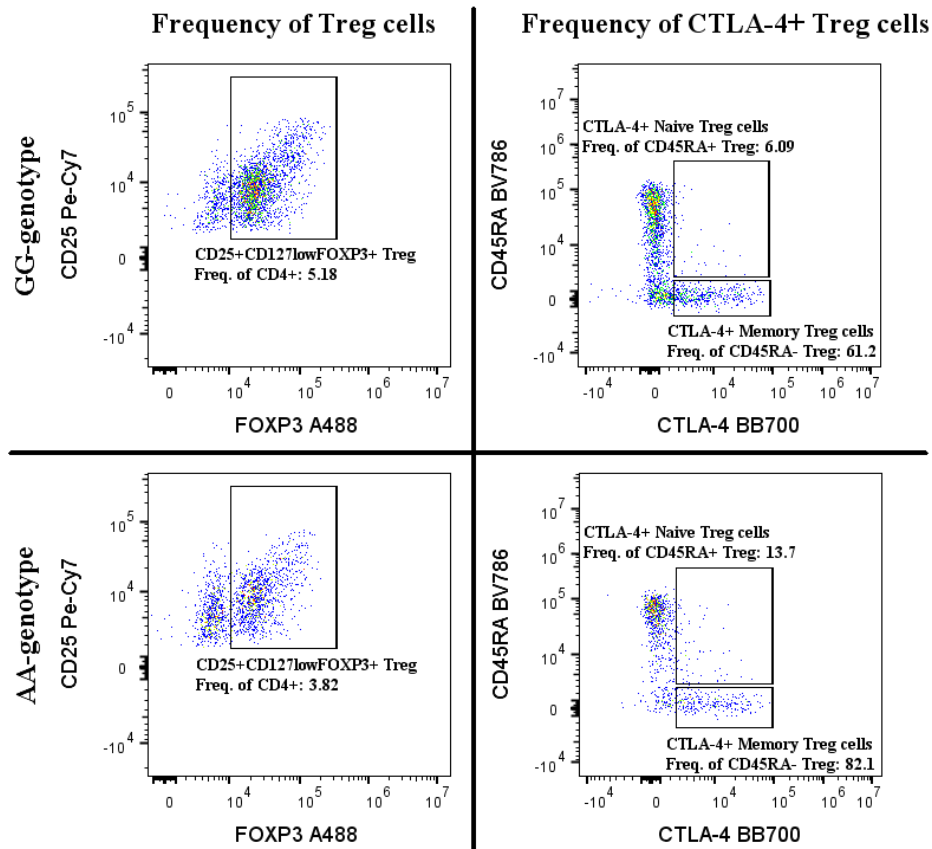 Frequency of Treg cells
Frequency of CTLA-4+ Treg cells
GG-genotype
CD25 Pe-Cy7
10^5
10^4
0
-10^4
CD25+CD127lowFOXP3+ Treg
Freq. of CD4+: 5.18
0
10^4
10^5
10^6
10^7
FOXP3 A488
CD45RA BV786
10^7
10^6
10^5
10^4
0
-10^4
CTLA-4+ Naive Treg cells
Freq. of CD45RA+ Treg: 6.09
CTLA-4+ Memory Treg cells
Freq. of CD45RA- Treg: 61.2
-10^4
0
10^4
10^5
10^6
10^7
CTLA-4 BB700
AA-genotype
CD25 Pe-Cy7
10^5
10^4
0
-10^4
CD25+CD127lowFOXP3+ Treg
Freq. of CD4+: 3.82
0
10^4
10^5
10^6
10^7
FOXP3 A488
CD45RA BV786
10^7
10^6
10^5
10^4
0
-10^4
CTLA-4+ Naive Treg cells
Freq. of CD45RA+ Treg: 13.7
CTLA-4+ Memory Treg cells
Freq. of CD45RA- Treg: 82.1
-10^4
0
10^4
10^5
10^6
10^7
CTLA-4 BB700